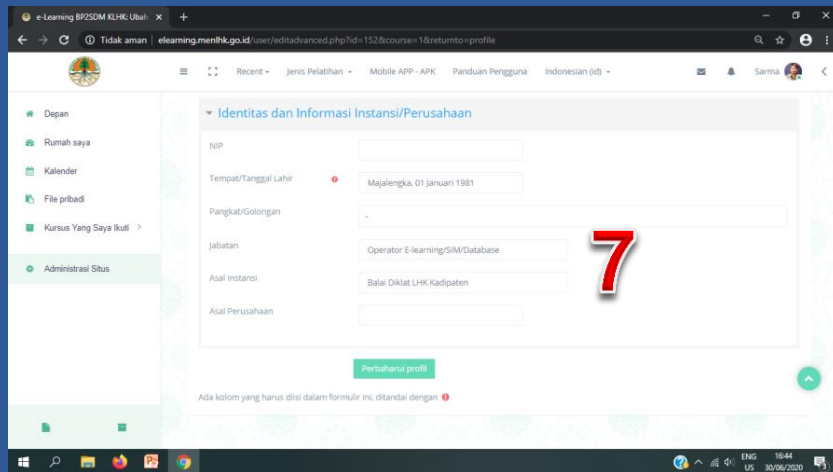 e-Learning BP2SDM KLHK: Ubah
Tidak aman | elearning.menlhk.go.id/user/editadvanced.php?id=152&course=1&returnto=profile
Recent Jenis Pelatihan Mobile APP - APK Panduan Pengguna Indonesian (id) Sarma
Depan
Rumah saya
Kalender
File pribadi
Kursus Yang Saya Ikuti
Administrasi Situs
Identitas dan Informasi Instansi/Perusahaan
NIP
Tempat/Tanggal Lahir Majalengka, 01 Januari 1981
Pangkat/Golongan -
Jabatan Operator E-learning/SIM/Database
Asal Instansi Balai Diklat LHK Kadipaten
Asal Perusahaan
7
Perbaharui profil
Ada kolom yang harus diisi dalam formulir ini, ditandai dengan
ENG 16:44
US 30/06/2020